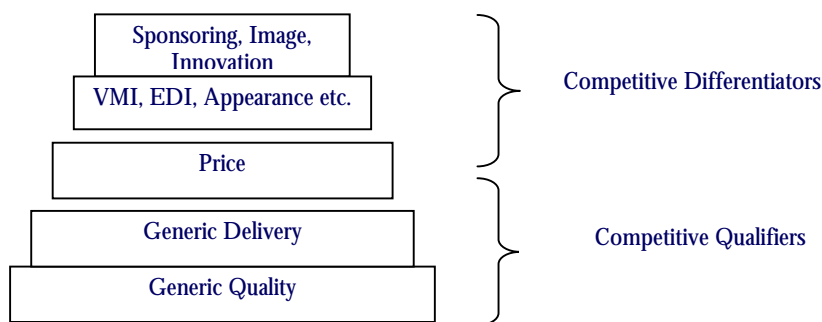 Sponsoring, Image,
Innovation
VMI, EDI, Appearance etc.
Competitive Differentiators
Price
Generic Delivery
Competitive Qualifiers
Generic Quality